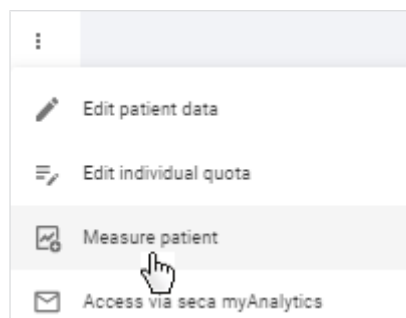 Edit patient data
Edit individual quota
Measure patient
Access via seca myAnalytics